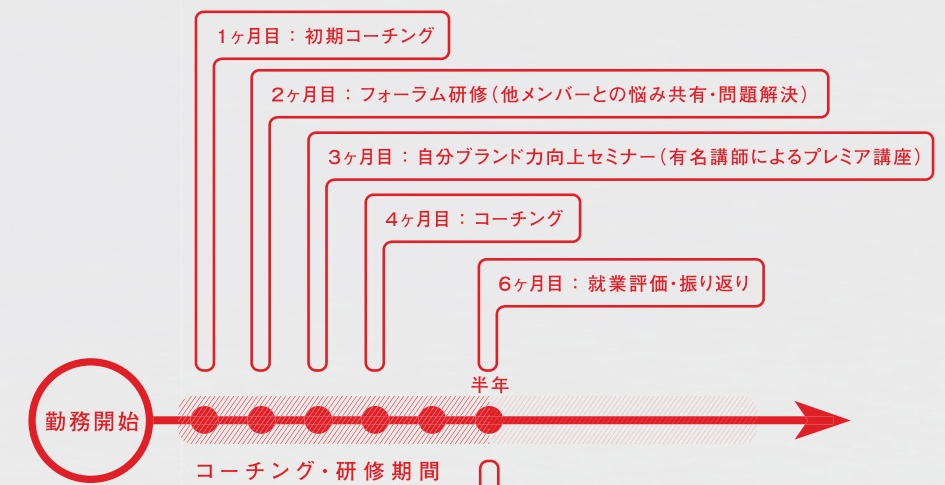 1ヶ月目：初期コーチング
2ヶ月目：フォーラム研修（他メンバーとの悩み共有・問題解決）
3ヶ月目：自分ブランド力向上セミナー（有名講師によるプレミア講座）
4ヶ月目：コーチング
6ヶ月目：就業評価・振り返り
半年
勤務開始
コーチング・研修期間